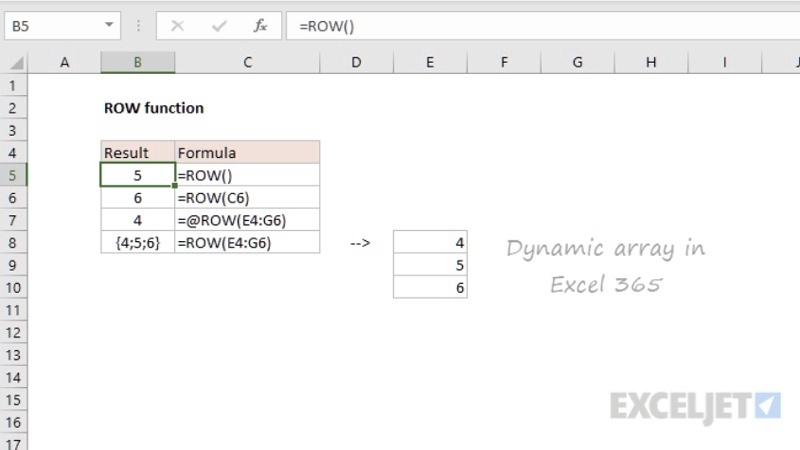 B5 fx =ROW()
A B C D E F G H I J
1
2 ROW function
3
4 Result Formula
5 5 =ROW()
6 6 =ROW(C6)
7 4 =@ROW(E4:G6)
8 {4;5;6} =ROW(E4:G6) --> 4 Dynamic array in
9 5
Excel 365
10 6
11
12
13
14
15
EXCELJET
16
17